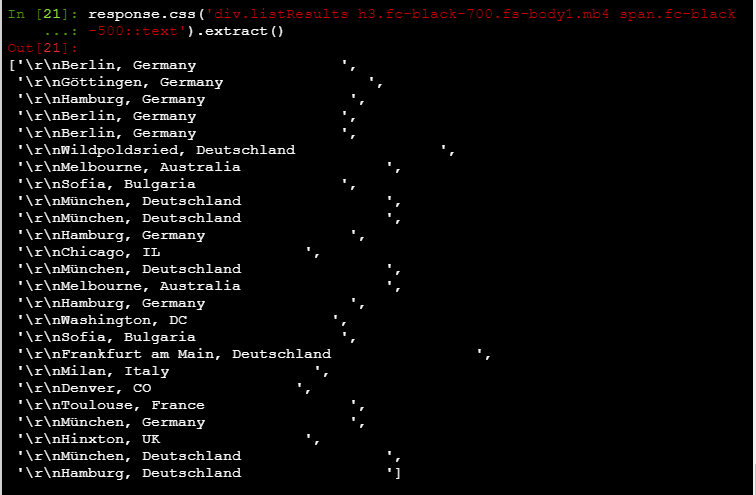 In [21]: response.css('div.listResults h3.fc-black-700.fs-body1.mb4 span.fc-black
    ...: -500::text').extract()
Out[21]:
['\r\nBerlin, Germany                ',
 '\r\nGöttingen, Germany                ',
 '\r\nHamburg, Germany                ',
 '\r\nBerlin, Germany                ',
 '\r\nBerlin, Germany                ',
 '\r\nWildpoldsried, Deutschland                ',
 '\r\nMelbourne, Australia                ',
 '\r\nSofia, Bulgaria                ',
 '\r\nMünchen, Deutschland                ',
 '\r\nMünchen, Deutschland                ',
 '\r\nHamburg, Germany                ',
 '\r\nChicago, IL                ',
 '\r\nMünchen, Deutschland                ',
 '\r\nMelbourne, Australia                ',
 '\r\nHamburg, Germany                ',
 '\r\nWashington, DC                ',
 '\r\nSofia, Bulgaria                ',
 '\r\nFrankfurt am Main, Deutschland                ',
 '\r\nMilan, Italy                ',
 '\r\nDenver, CO                ',
 '\r\nToulouse, France                ',
 '\r\nMünchen, Germany                ',
 '\r\nHinxton, UK                ',
 '\r\nMünchen, Deutschland                ',
 '\r\nHamburg, Deutschland                ']